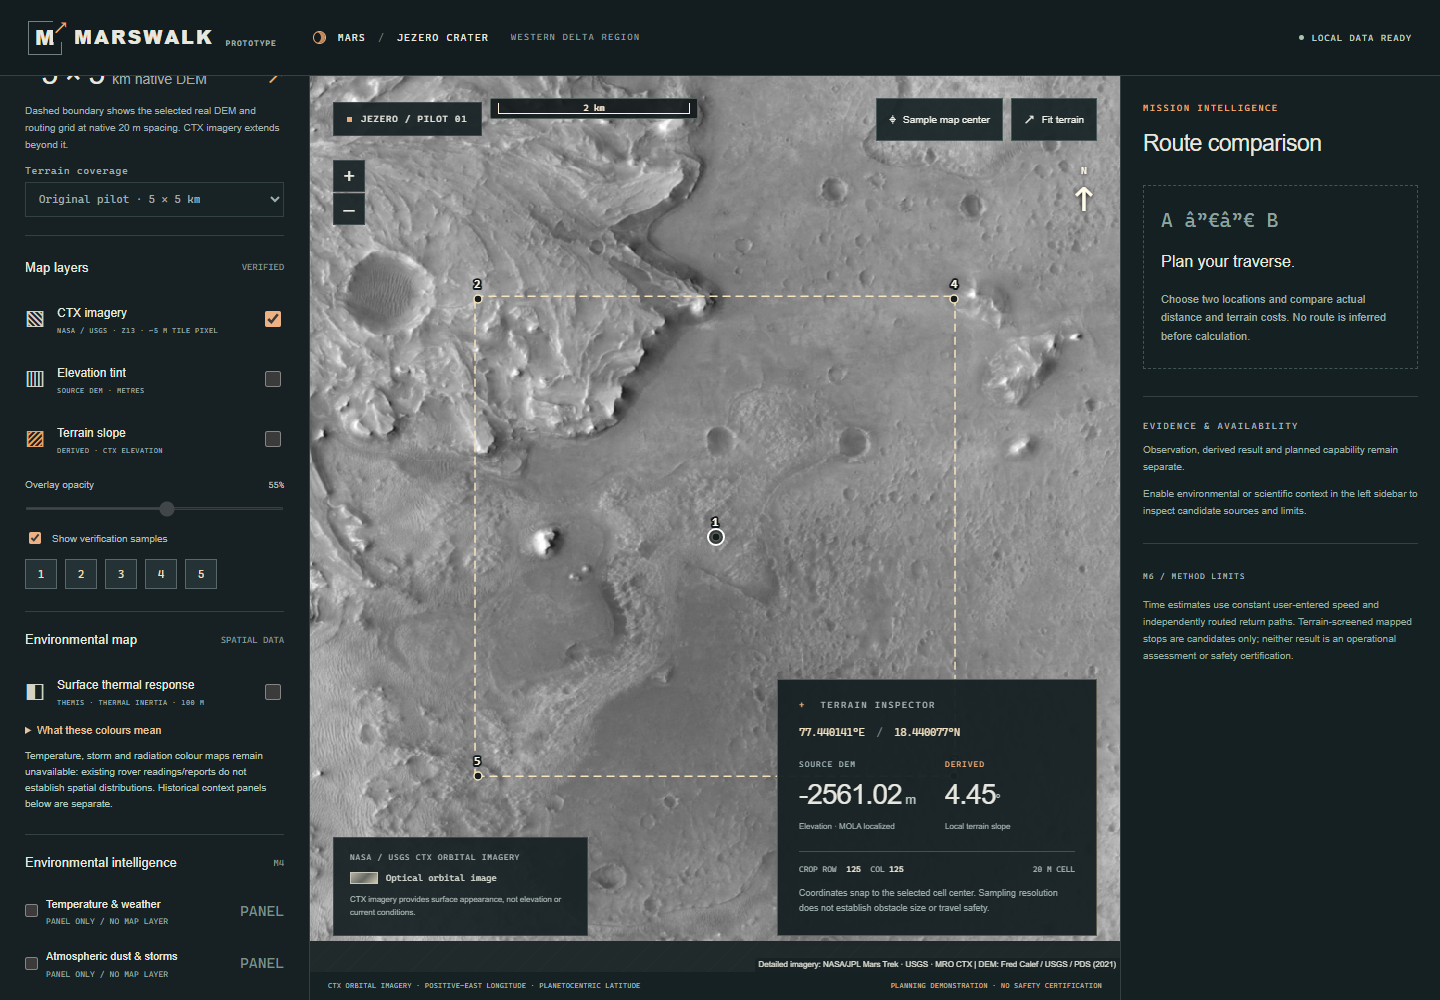 M MARSWALK PROTOTYPE
MARS / JEZERO CRATER WESTERN DELTA REGION
LOCAL DATA READY
5 × 5 km native DEM
Dashed boundary shows the selected real DEM and
routing grid at native 20 m spacing. CTX imagery extends
beyond it.
Terrain coverage
Original pilot · 5 × 5 km
Map layers VERIFIED
CTX imagery
NASA / USGS · Z13 · ~5 M TILE PIXEL
Elevation tint
SOURCE DEM · METRES
Terrain slope
DERIVED · CTX ELEVATION
Overlay opacity 55%
Show verification samples
1 2 3 4 5
Environmental map SPATIAL DATA
Surface thermal response
THEMIS · THERMAL INERTIA · 100 M
What these colours mean
Temperature, storm and radiation colour maps remain
unavailable: existing rover readings/reports do not
establish spatial distributions. Historical context panels
below are separate.
Environmental intelligence M4
Temperature & weather PANEL
PANEL ONLY / NO MAP LAYER
Atmospheric dust & storms PANEL
PANEL ONLY / NO MAP LAYER
JEZERO / PILOT 01
2 km
Sample map center
Fit terrain
+
−
N
2
4
1
5
NASA / USGS CTX ORBITAL IMAGERY
Optical orbital image
CTX imagery provides surface appearance, not elevation or
current conditions.
+ TERRAIN INSPECTOR
77.440141°E / 18.440077°N
SOURCE DEM DERIVED
-2561.02 m 4.45°
Elevation · MOLA localized Local terrain slope
CROP ROW 125 COL 125 20 M CELL
Coordinates snap to the selected cell center. Sampling resolution
does not establish obstacle size or travel safety.
Detailed imagery: NASA/JPL Mars Trek · USGS · MRO CTX | DEM: Fred Calef / USGS / PDS (2021)
CTX ORBITAL IMAGERY · POSITIVE-EAST LONGITUDE · PLANETOCENTRIC LATITUDE
PLANNING DEMONSTRATION · NO SAFETY CERTIFICATION
MISSION INTELLIGENCE
Route comparison
A â”€â”€ B
Plan your traverse.
Choose two locations and compare actual
distance and terrain costs. No route is inferred
before calculation.
EVIDENCE & AVAILABILITY
Observation, derived result and planned capability remain
separate.
Enable environmental or scientific context in the left sidebar to
inspect candidate sources and limits.
M6 / METHOD LIMITS
Time estimates use constant user-entered speed and
independently routed return paths. Terrain-screened mapped
stops are candidates only; neither result is an operational
assessment or safety certification.